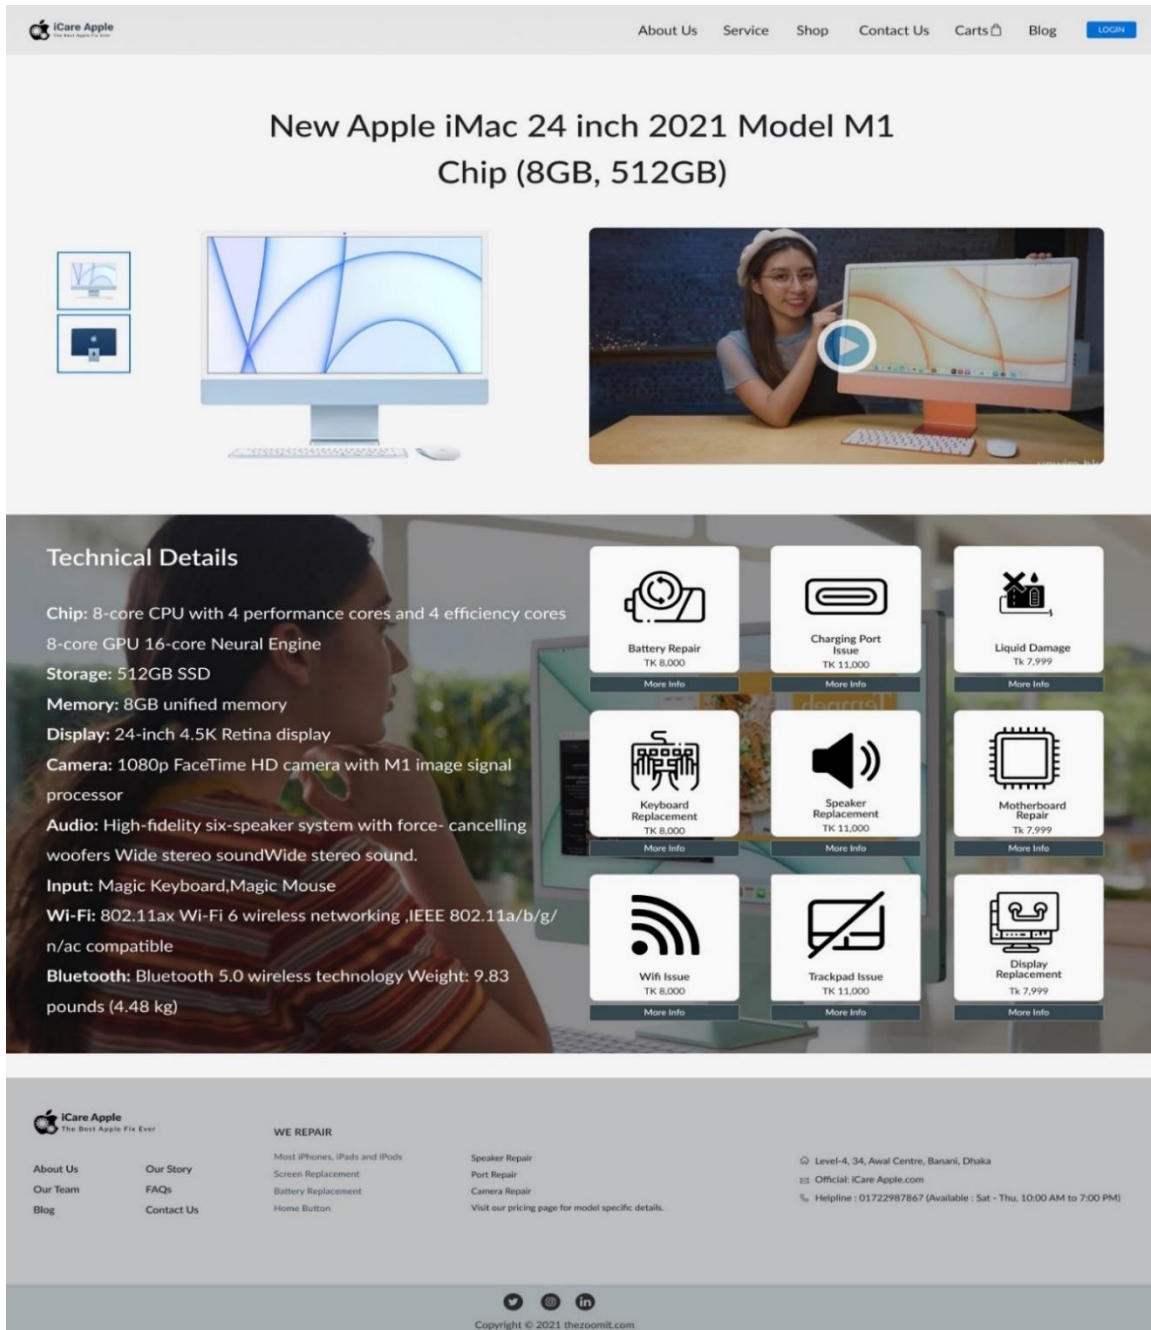 iCare Apple
The Best Apple Fix Ever
About Us
Service
Shop
Contact Us
Carts
Blog
LOGIN
New Apple iMac 24 inch 2021 Model M1
Chip (8GB, 512GB)
Technical Details
Chip: 8-core CPU with 4 performance cores and 4 efficiency cores
8-core GPU 16-core Neural Engine
Storage: 512GB SSD
Memory: 8GB unified memory
Display: 24-inch 4.5K Retina display
Camera: 1080p FaceTime HD camera with M1 image signal
processor
Audio: High-fidelity six-speaker system with force- cancelling
woofers Wide stereo soundWide stereo sound.
Input: Magic Keyboard,Magic Mouse
Wi-Fi: 802.11ax Wi-Fi 6 wireless networking ,IEEE 802.11a/b/g/
n/ac compatible
Bluetooth: Bluetooth 5.0 wireless technology Weight: 9.83
pounds (4.48 kg)
Battery Repair
TK 8,000
More Info
Charging Port
Issue
TK 11,000
More Info
Liquid Damage
Tk 7,999
More Info
Keyboard
Replacement
TK 8,000
More Info
Speaker
Replacement
TK 11,000
More Info
Motherboard
Repair
Tk 7,999
More Info
Wifi Issue
TK 8,000
More Info
Trackpad Issue
TK 11,000
More Info
Display
Replacement
Tk 7,999
More Info
iCare Apple
The Best Apple Fix Ever
About Us
Our Team
Blog
Our Story
FAQs
Contact Us
WE REPAIR
Most iPhones, iPads and iPods
Screen Replacement
Battery Replacement
Home Button
Speaker Repair
Port Repair
Camera Repair
Visit our pricing page for model specific details.
Level-4, 34, Awal Centre, Banani, Dhaka
Official: iCare Apple.com
Helpline : 01722987867 (Available : Sat - Thu, 10:00 AM to 7:00 PM)
Copyright © 2021 thezoomit.com